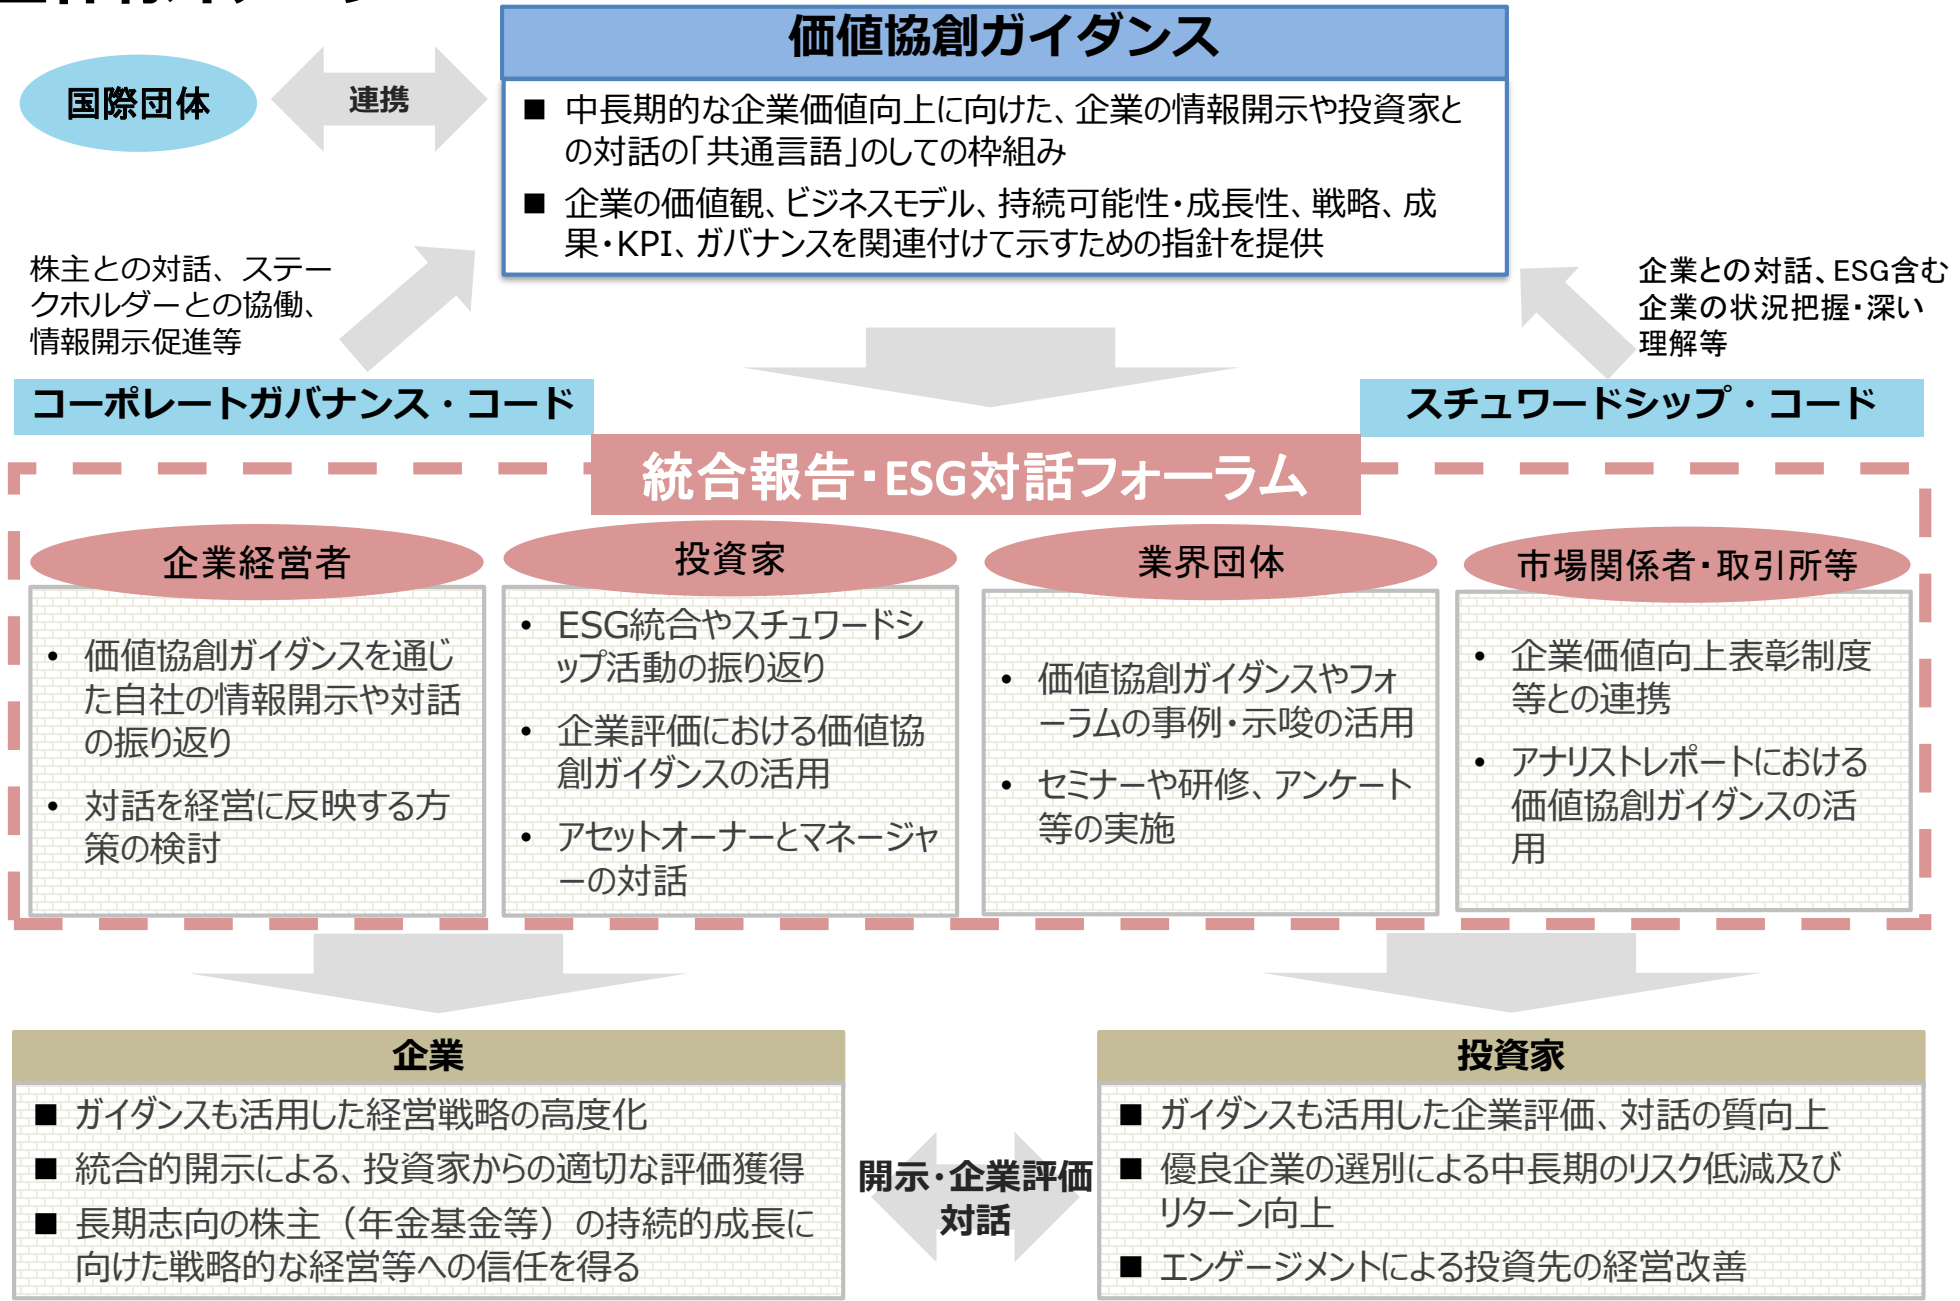 価値協創ガイダンス
国際団体
連携
■ 中長期的な企業価値向上に向けた、企業の情報開示や投資家と
の対話の「共通言語」のしての枠組み
■ 企業の価値観、ビジネスモデル、持続可能性・成長性、戦略、成
果・KPI、ガバナンスを関連付けて示すための指針を提供
株主との対話、ステー
クホルダーとの協働、
情報開示促進等
企業との対話、ESG含む
企業の状況把握・深い
理解等
コーポレートガバナンス・コード
スチュワードシップ・コード
統合報告・ESG対話フォーラム
企業経営者
• 価値協創ガイダンスを通じ
た自社の情報開示や対話
の振り返り
• 対話を経営に反映する方
策の検討
投資家
• ESG統合やスチュワードシ
ップ活動の振り返り
• 企業評価における価値協
創ガイダンスの活用
• アセットオーナーとマネージャ
ーの対話
業界団体
• 価値協創ガイダンスやフォ
ーラムの事例・示唆の活用
• セミナーや研修、アンケート
等の実施
市場関係者・取引所等
• 企業価値向上表彰制度
等との連携
• アナリストレポートにおける
価値協創ガイダンスの活
用
企業
■ ガイダンスも活用した経営戦略の高度化
■ 統合的開示による、投資家からの適切な評価獲得
■ 長期志向の株主（年金基金等）の持続的成長に
向けた戦略的な経営等への信任を得る
開示・企業評価
対話
投資家
■ ガイダンスも活用した企業評価、対話の質向上
■ 優良企業の選別による中長期のリスク低減及び
リターン向上
■ エンゲージメントによる投資先の経営改善